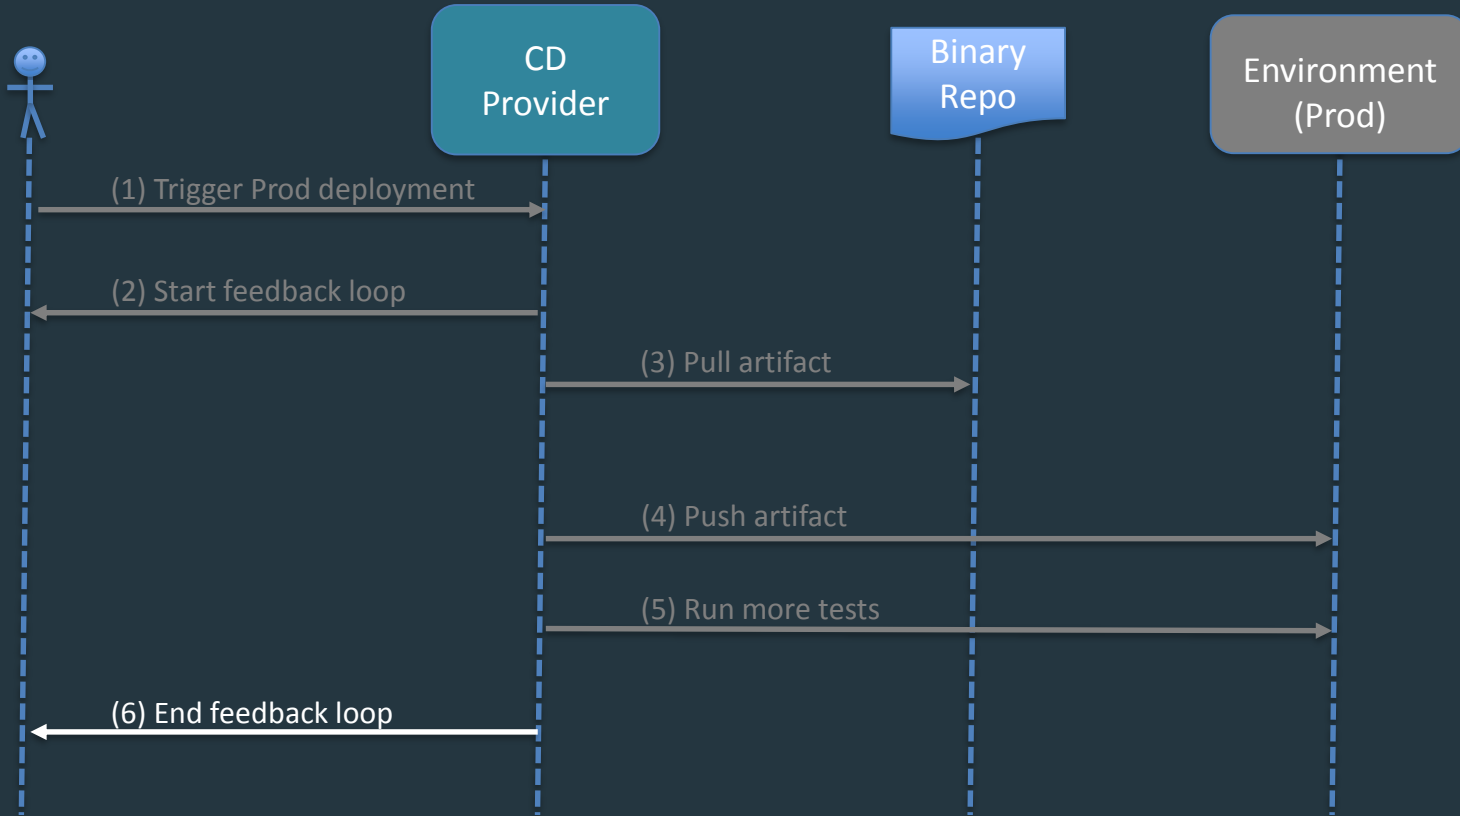 CD
Provider
Binary
Repo
Environment
(Prod)
(1) Trigger Prod deployment
(2) Start feedback loop
(3) Pull artifact
(4) Push artifact
(5) Run more tests
(6) End feedback loop